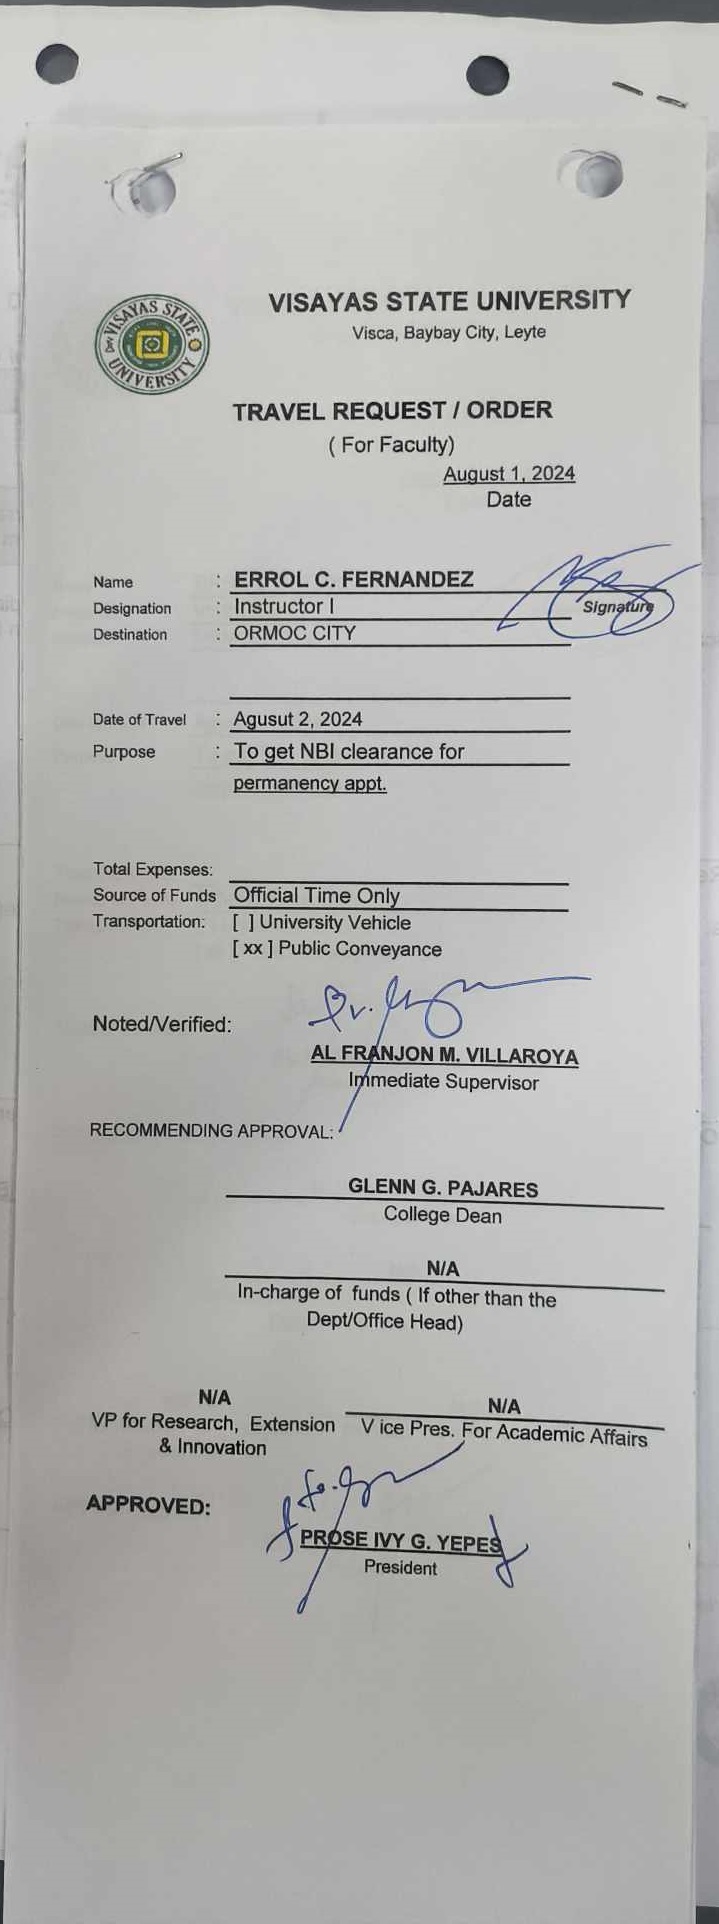 VISAYAS STATE UNIVERSITY
VISAYAS STATE UNIVERSITY
Visca, Baybay City, Leyte
TRAVEL REQUEST / ORDER
( For Faculty)
August 1, 2024
Date
Name : ERROL C. FERNANDEZ
Designation : Instructor I Signature
Destination : ORMOC CITY
Date of Travel : Agusut 2, 2024
Purpose : To get NBI clearance for
permanency appt.
Total Expenses:
Source of Funds Official Time Only
Transportation: [ ] University Vehicle
[ xx ] Public Conveyance
Noted/Verified:
AL FRANJON M. VILLAROYA
Immediate Supervisor
RECOMMENDING APPROVAL:
GLENN G. PAJARES
College Dean
N/A
In-charge of funds ( If other than the
Dept/Office Head)
N/A N/A
VP for Research, Extension V ice Pres. For Academic Affairs
& Innovation
APPROVED:
PROSE IVY G. YEPES
President